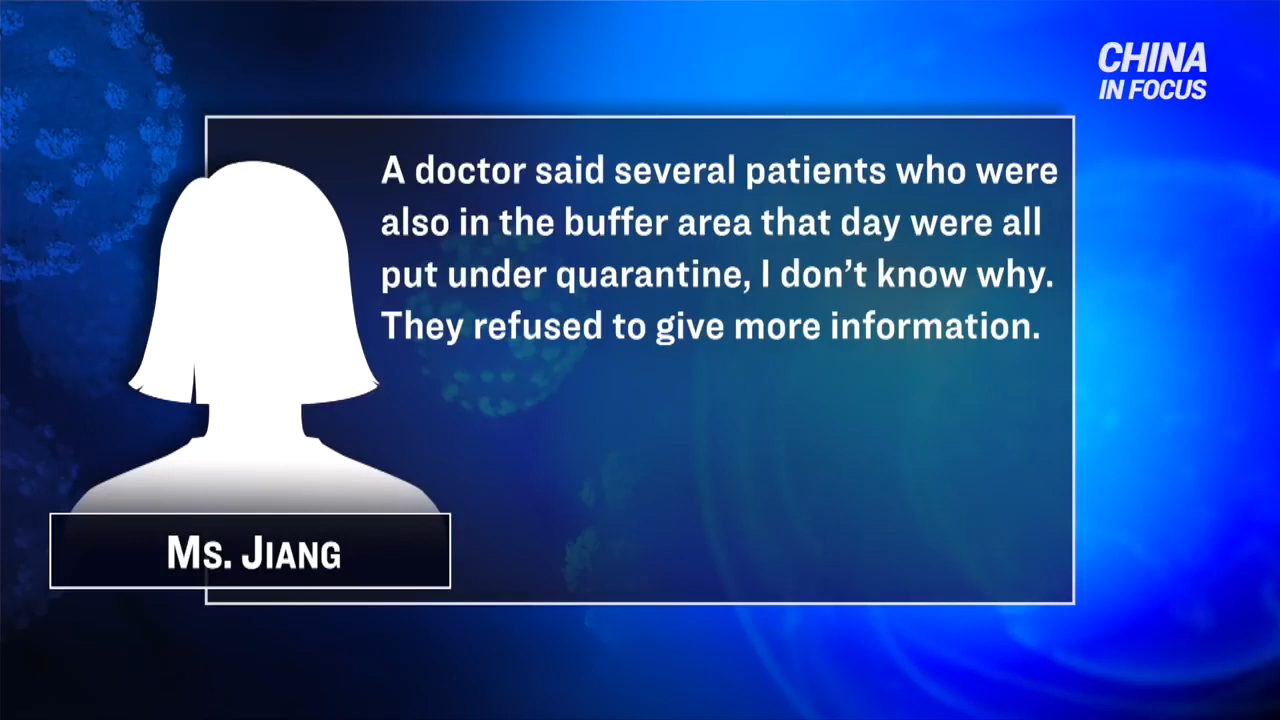 CHINA
IN FOCUS
A doctor said several patients who were
also in the buffer area that day were all
put under quarantine, I don’t know why.
They refused to give more information.
MS. JIANG